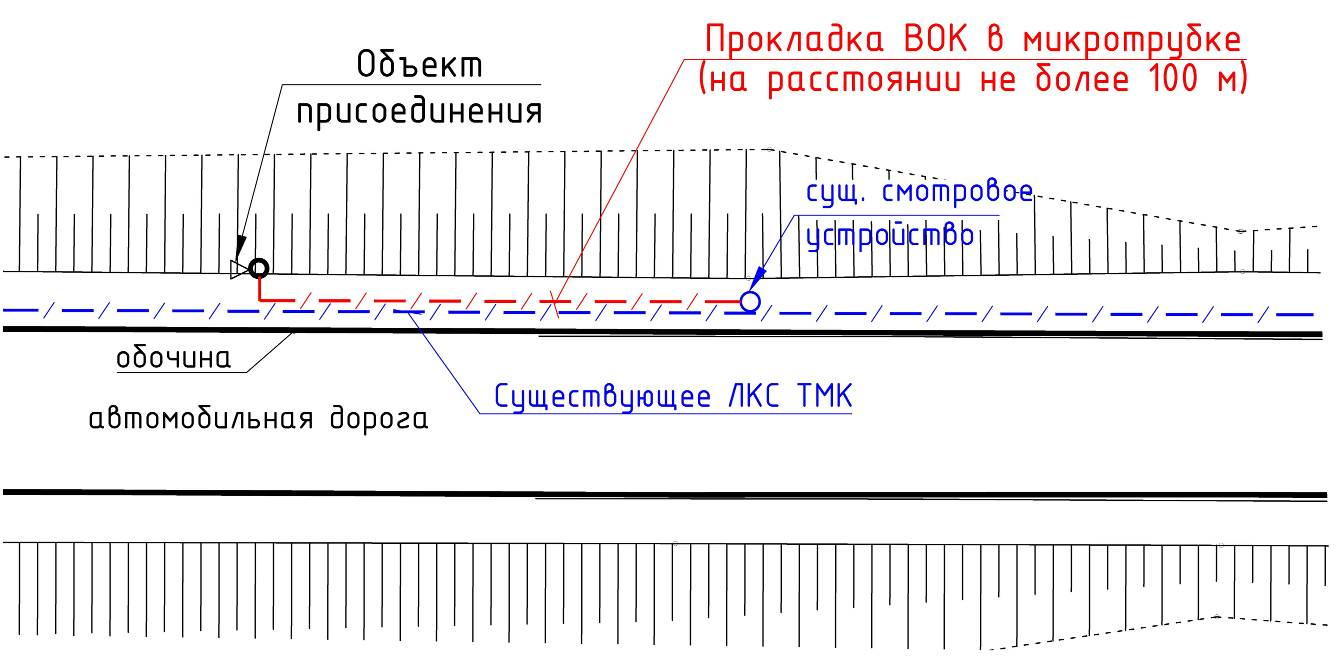 Прокладка ВОК в микротрубке
(на расстоянии не более 100 м)
Объект
присоединения
сущ. смотровое
устройство
обочина
Существующее ЛКС ТМК
автомобильная дорога